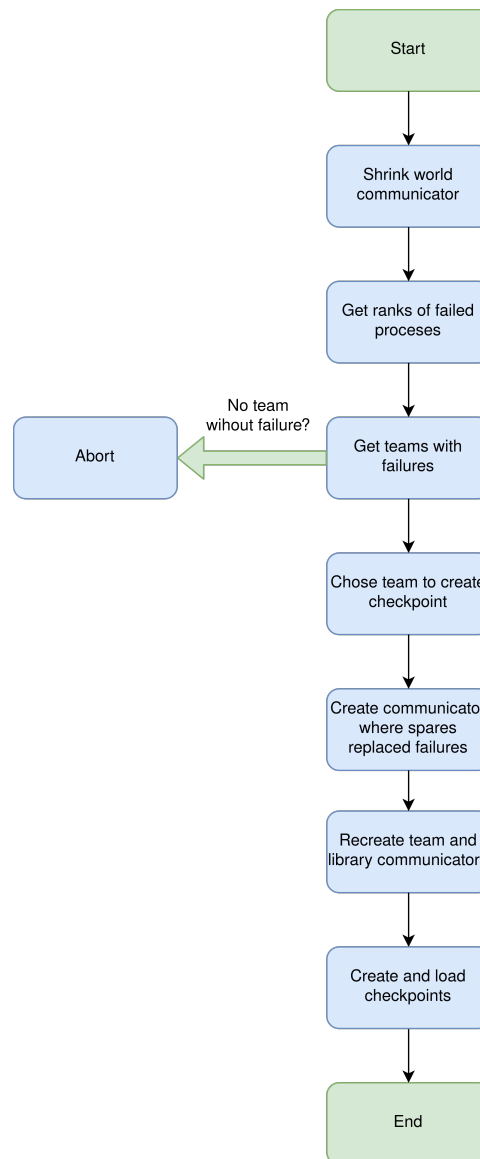 Start
Shrink world
communicator
Get ranks of failed
proceses
No team
wihout failure?
Abort
Get teams with
failures
Chose team to create
checkpoint
Create communicato
where spares
replaced failures
Recreate team and
library communicator
Create and load
checkpoints
End